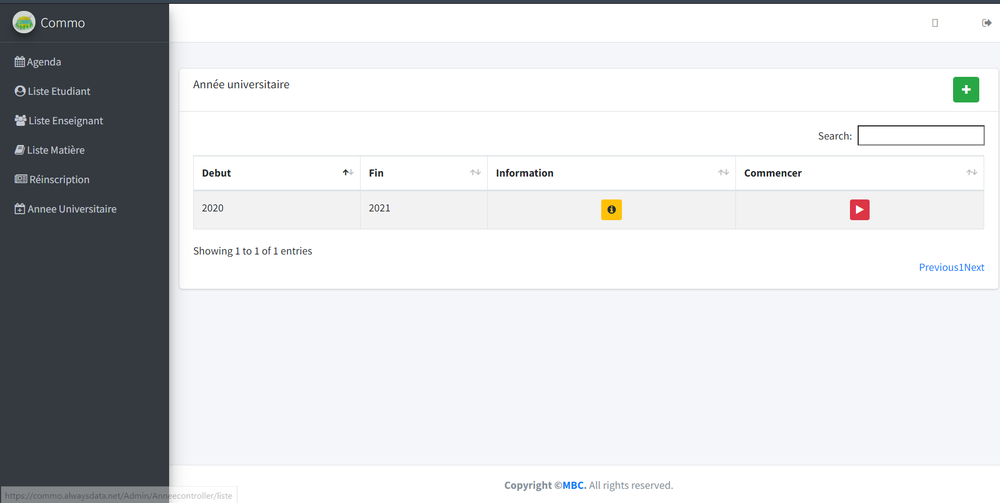 Commo
Agenda
Liste Etudiant
Liste Enseignant
Liste Matière
Réinscription
Annee Universitaire
Année universitaire
Search:
Debut Fin Information Commencer
2020 2021
Showing 1 to 1 of 1 entries
Previous1Next
Copyright ©MBC. All rights reserved.
https://commo.alwaysdata.net/Admin/Anneecontroller/liste